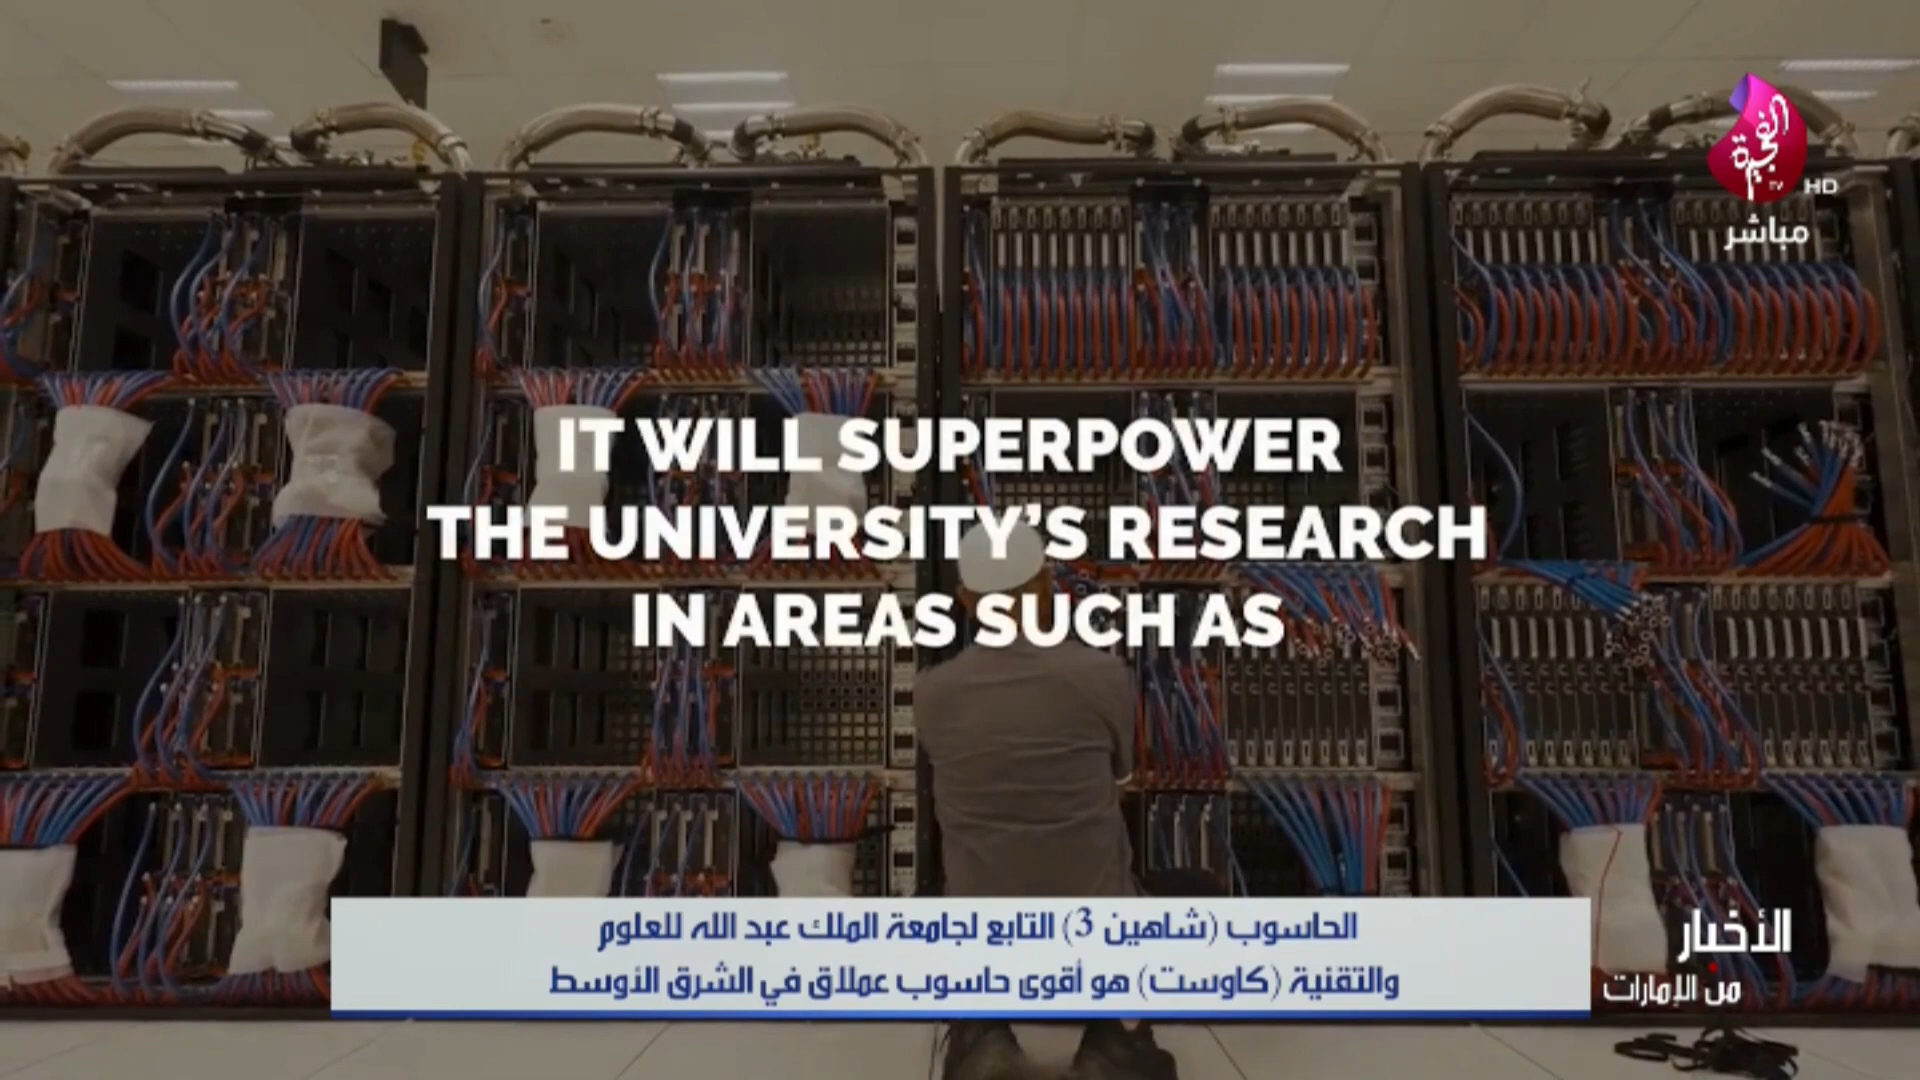 الفجيرة
TV HD
مباشر
IT WILL SUPERPOWER
THE UNIVERSITY’S RESEARCH
IN AREAS SUCH AS
الحاسوب (شاهين 3) التابع لجامعة الملك عبد الله للعلوم
والتقنية (كاوست) هو أقوى حاسوب عملاق في الشرق الأوسط
الأخبار
من الإمارات